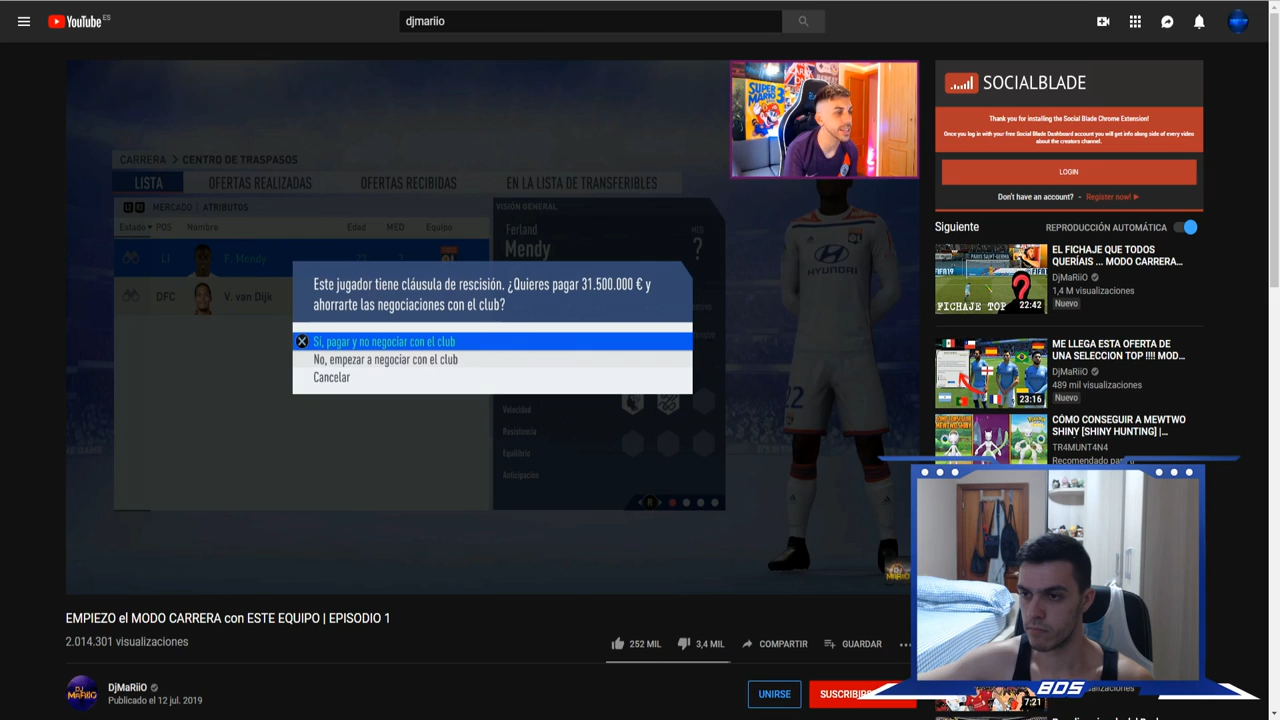 YouTube ES
djmariio
SUPER
MARIO
3
CARRERA > CENTRO DE TRASPASOS
LISTA
OFERTAS REALIZADAS
OFERTAS RECIBIDAS
EN LA LISTA DE TRANSFERIBLES
MERCADO | ATRIBUTOS
Estado POS Nombre Edad MED Equipo
LI F. Mendy
DFC V. van Dijk
VISIÓN GENERAL
Ferland
Mendy
MED
?
Este jugador tiene cláusula de rescisión. ¿Quieres pagar 31.500.000 € y
ahorrarte las negociaciones con el club?
Sí, pagar y no negociar con el club
No, empezar a negociar con el club
Cancelar
Velocidad
Resistencia
Equilibrio
Anticipación
R
HYUNDAI
22
EMPIEZO el MODO CARRERA con ESTE EQUIPO | EPISODIO 1
2.014.301 visualizaciones
252 MIL
3,4 MIL
COMPARTIR
GUARDAR
DjMaRiiO
Publicado el 12 jul. 2019
UNIRSE
SUSCRIBIR
SOCIALBLADE
Thank you for installing the Social Blade Chrome Extension!
Once you log in with your free Social Blade Dashboard account you will get info along side of every video
about the creators channel.
LOGIN
Don't have an account? - Register now!
Siguiente
REPRODUCCIÓN AUTOMÁTICA
FIFA19
FICHAJE TOP
22:42
EL FICHAJE QUE TODOS
QUERÍAIS ... MODO CARRERA...
DjMaRiiO
1,4 M visualizaciones
Nuevo
23:16
ME LLEGA ESTA OFERTA DE
UNA SELECCION TOP !!!! MOD...
DjMaRiiO
489 mil visualizaciones
Nuevo
CÓMO CONSEGUIR A MEWTWO
SHINY [SHINY HUNTING] |...
TR4MUNT4N4
Recomendado para
BDS
7:21